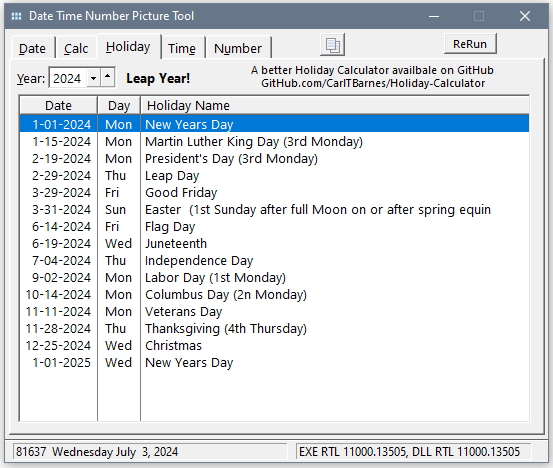 Date Time Number Picture Tool
Date Calc Holiday Time Number ReRun
Year: 2024 Leap Year! A better Holiday Calculator availbale on GitHub
GitHub.com/CarlTBarnes/Holiday-Calculator
Date Day Holiday Name
1-01-2024 Mon New Years Day
1-15-2024 Mon Martin Luther King Day (3rd Monday)
2-19-2024 Mon President's Day (3rd Monday)
2-29-2024 Thu Leap Day
3-29-2024 Fri Good Friday
3-31-2024 Sun Easter (1st Sunday after full Moon on or after spring equin
6-14-2024 Fri Flag Day
6-19-2024 Wed Juneteenth
7-04-2024 Thu Independence Day
9-02-2024 Mon Labor Day (1st Monday)
10-14-2024 Mon Columbus Day (2n Monday)
11-11-2024 Mon Veterans Day
11-28-2024 Thu Thanksgiving (4th Thursday)
12-25-2024 Wed Christmas
1-01-2025 Wed New Years Day
81637 Wednesday July 3, 2024 EXE RTL 11000.13505, DLL RTL 11000.13505